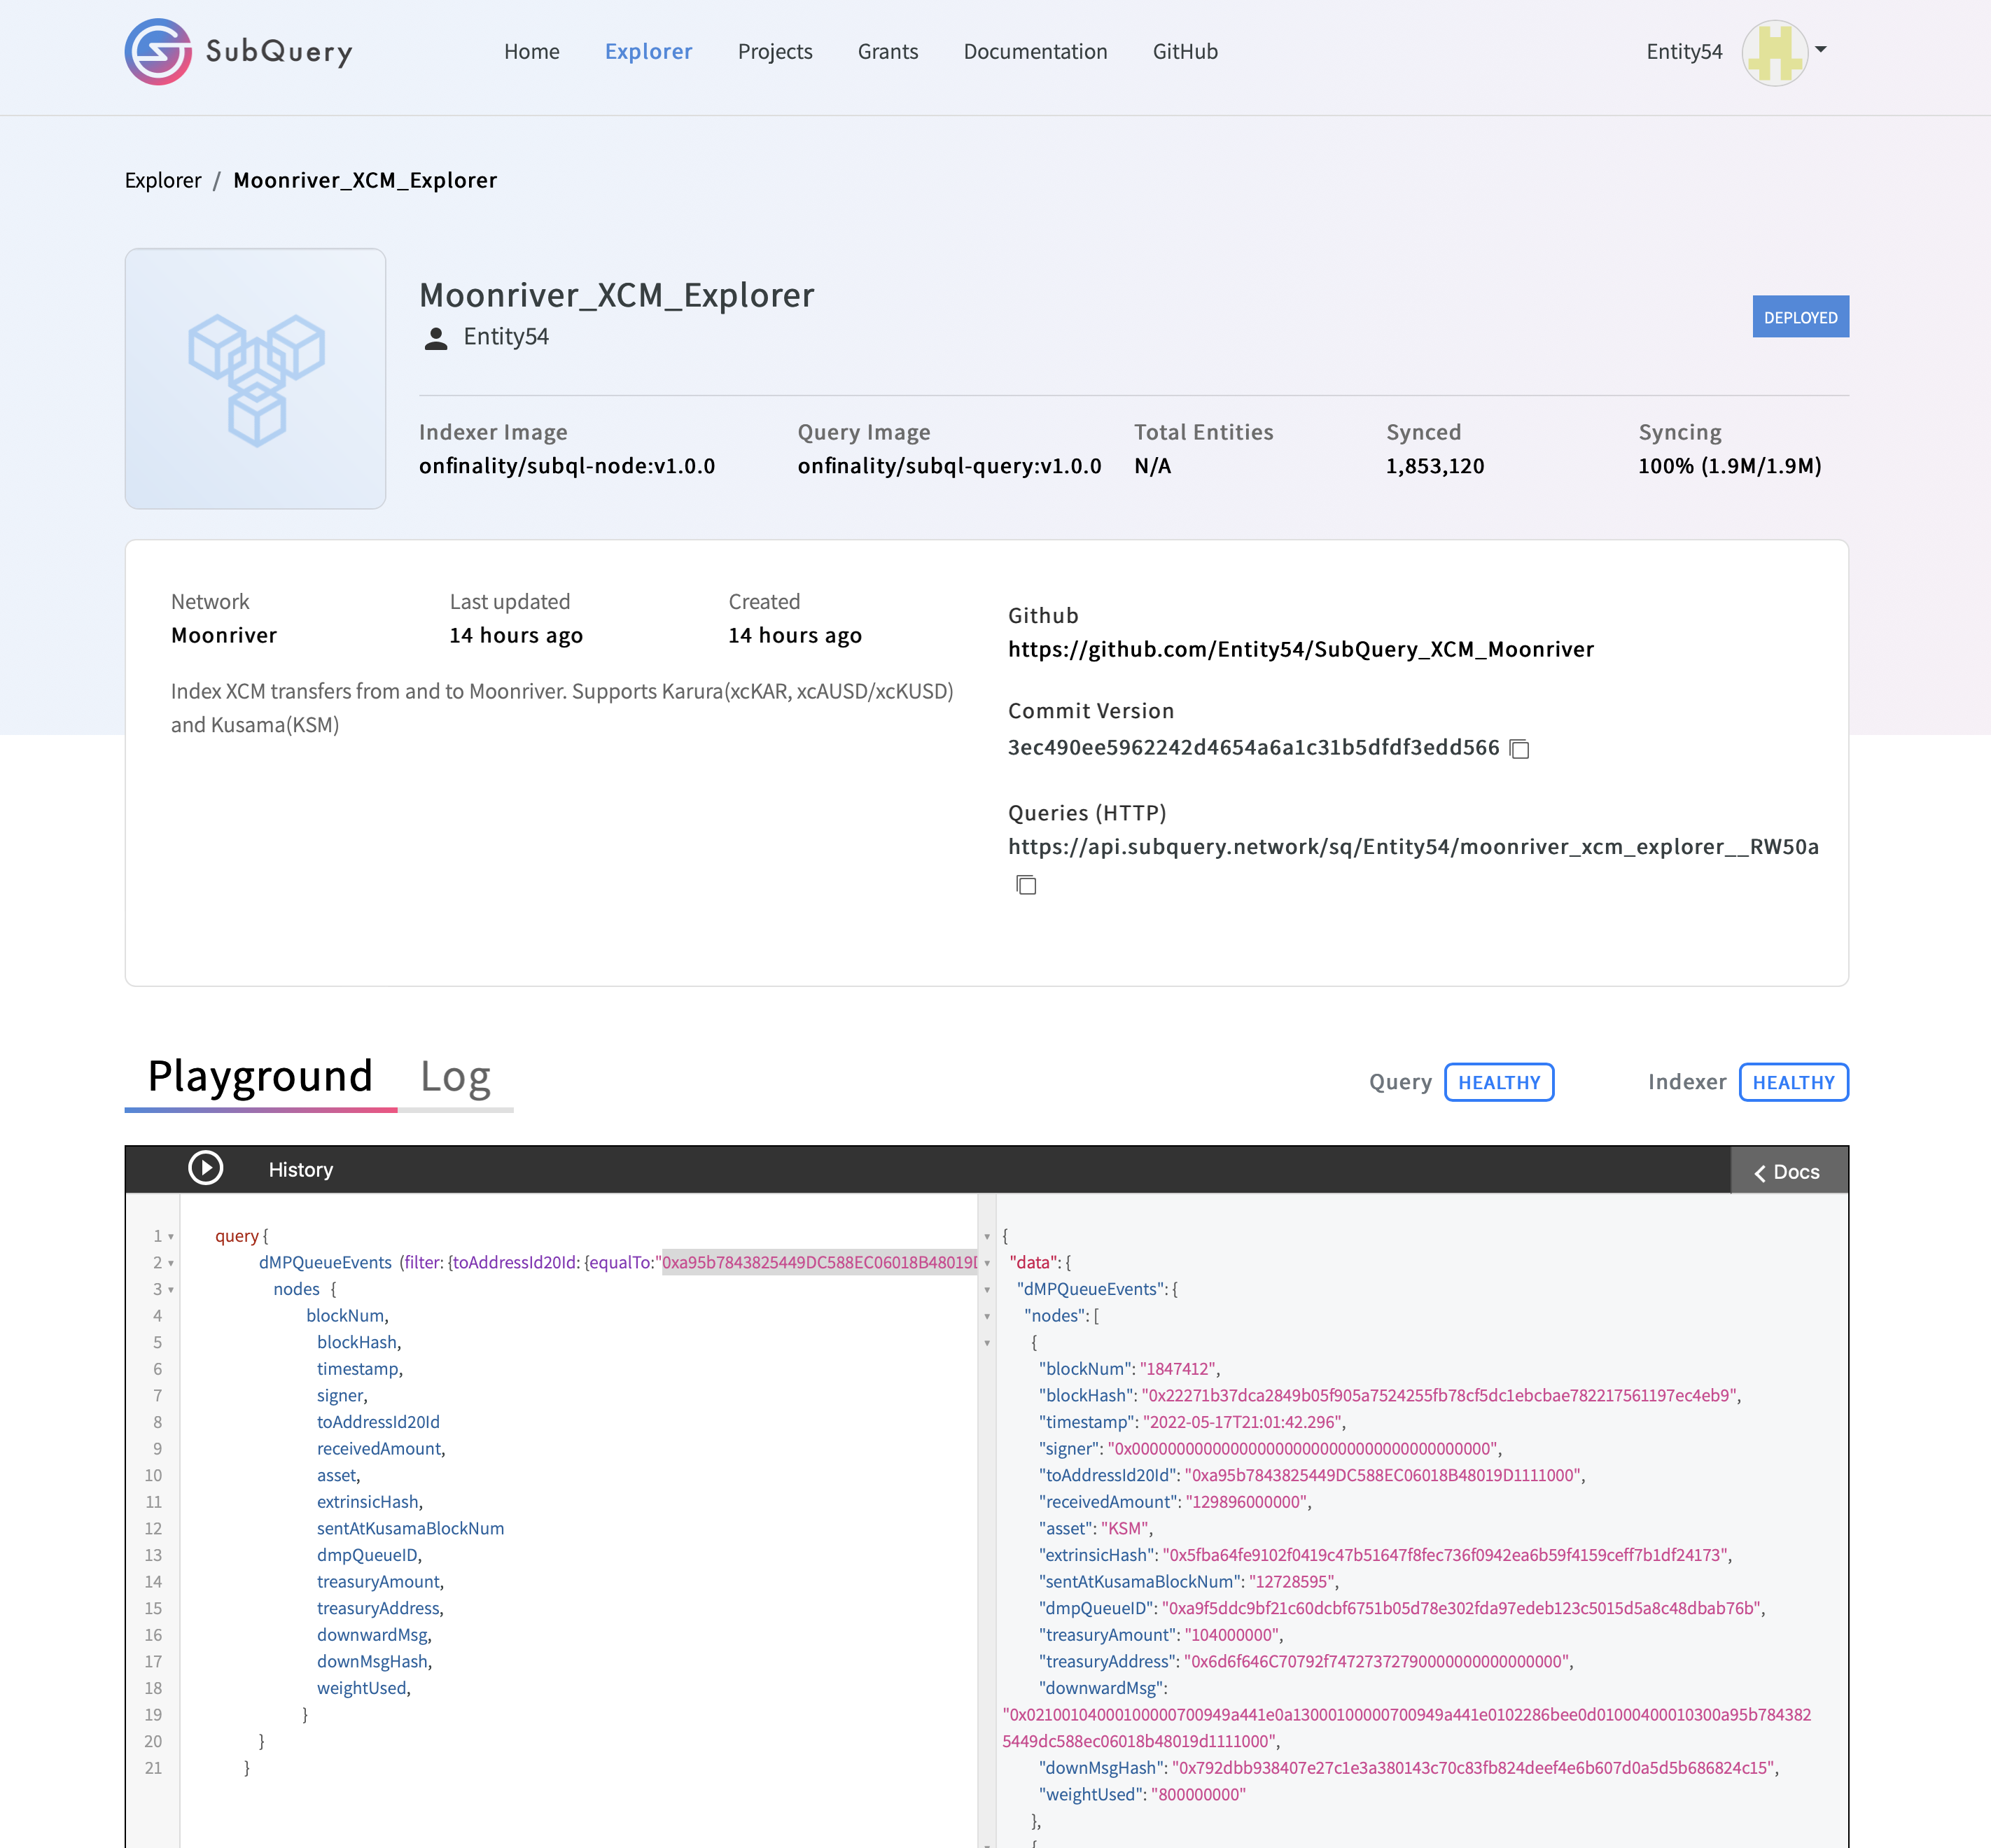 SubQuery
Home Explorer Projects Grants Documentation GitHub Entity54
Explorer / Moonriver_XCM_Explorer
Moonriver_XCM_Explorer
Entity54
DEPLOYED
Indexer Image Query Image Total Entities Synced Syncing
onfinality/subql-node:v1.0.0 onfinality/subql-query:v1.0.0 N/A 1,853,120 100% (1.9M/1.9M)
Network Last updated Created
Moonriver 14 hours ago 14 hours ago
Index XCM transfers from and to Moonriver. Supports Karura(xcKAR, xcAUSD/xcKUSD)
and Kusama(KSM)
Github
https://github.com/Entity54/SubQuery_XCM_Moonriver
Commit Version
3ec490ee5962242d4654a6a1c31b5dfdf3edd566
Queries (HTTP)
https://api.subquery.network/sq/Entity54/moonriver_xcm_explorer__RW50a
Playground Log
Query HEALTHY Indexer HEALTHY
History
Docs
1 query {
2 dMPQueueEvents (filter: {toAddressId20Id: {equalTo:"0xa95b7843825449DC588EC06018B48019D
3 nodes {
4 blockNum,
5 blockHash,
6 timestamp,
7 signer,
8 toAddressId20Id
9 receivedAmount,
10 asset,
11 extrinsicHash,
12 sentAtKusamaBlockNum
13 dmpQueueID,
14 treasuryAmount,
15 treasuryAddress,
16 downwardMsg,
17 downMsgHash,
18 weightUsed,
19 }
20 }
21 }
{
"data": {
"dMPQueueEvents": {
"nodes": [
{
"blockNum": "1847412",
"blockHash": "0x22271b37dca2849b05f905a7524255fb78cf5dc1ebcbae782217561197ec4eb9",
"timestamp": "2022-05-17T21:01:42.296",
"signer": "0x0000000000000000000000000000000000000000",
"toAddressId20Id": "0xa95b7843825449DC588EC06018B48019D1111000",
"receivedAmount": "129896000000",
"asset": "KSM",
"extrinsicHash": "0x5fba64fe9102f0419c47b51647f8fec736f0942ea6b59f4159ceff7b1df24173",
"sentAtKusamaBlockNum": "12728595",
"dmpQueueID": "0xa9f5ddc9bf21c60dcbf6751b05d78e302fda97edeb123c5015d5a8c48dbab76b",
"treasuryAmount": "104000000",
"treasuryAddress": "0x6d6f646C70792f74727372790000000000000000",
"downwardMsg":
"0x02100104000100000700949a441e0a13000100000700949a441e0102286bee0d01000400010300a95b784382
5449dc588ec06018b48019d1111000",
"downMsgHash": "0x792dbb938407e27c1e3a380143c70c83fb824deef4e6b607d0a5d5b686824c15",
"weightUsed": "800000000"
},
{